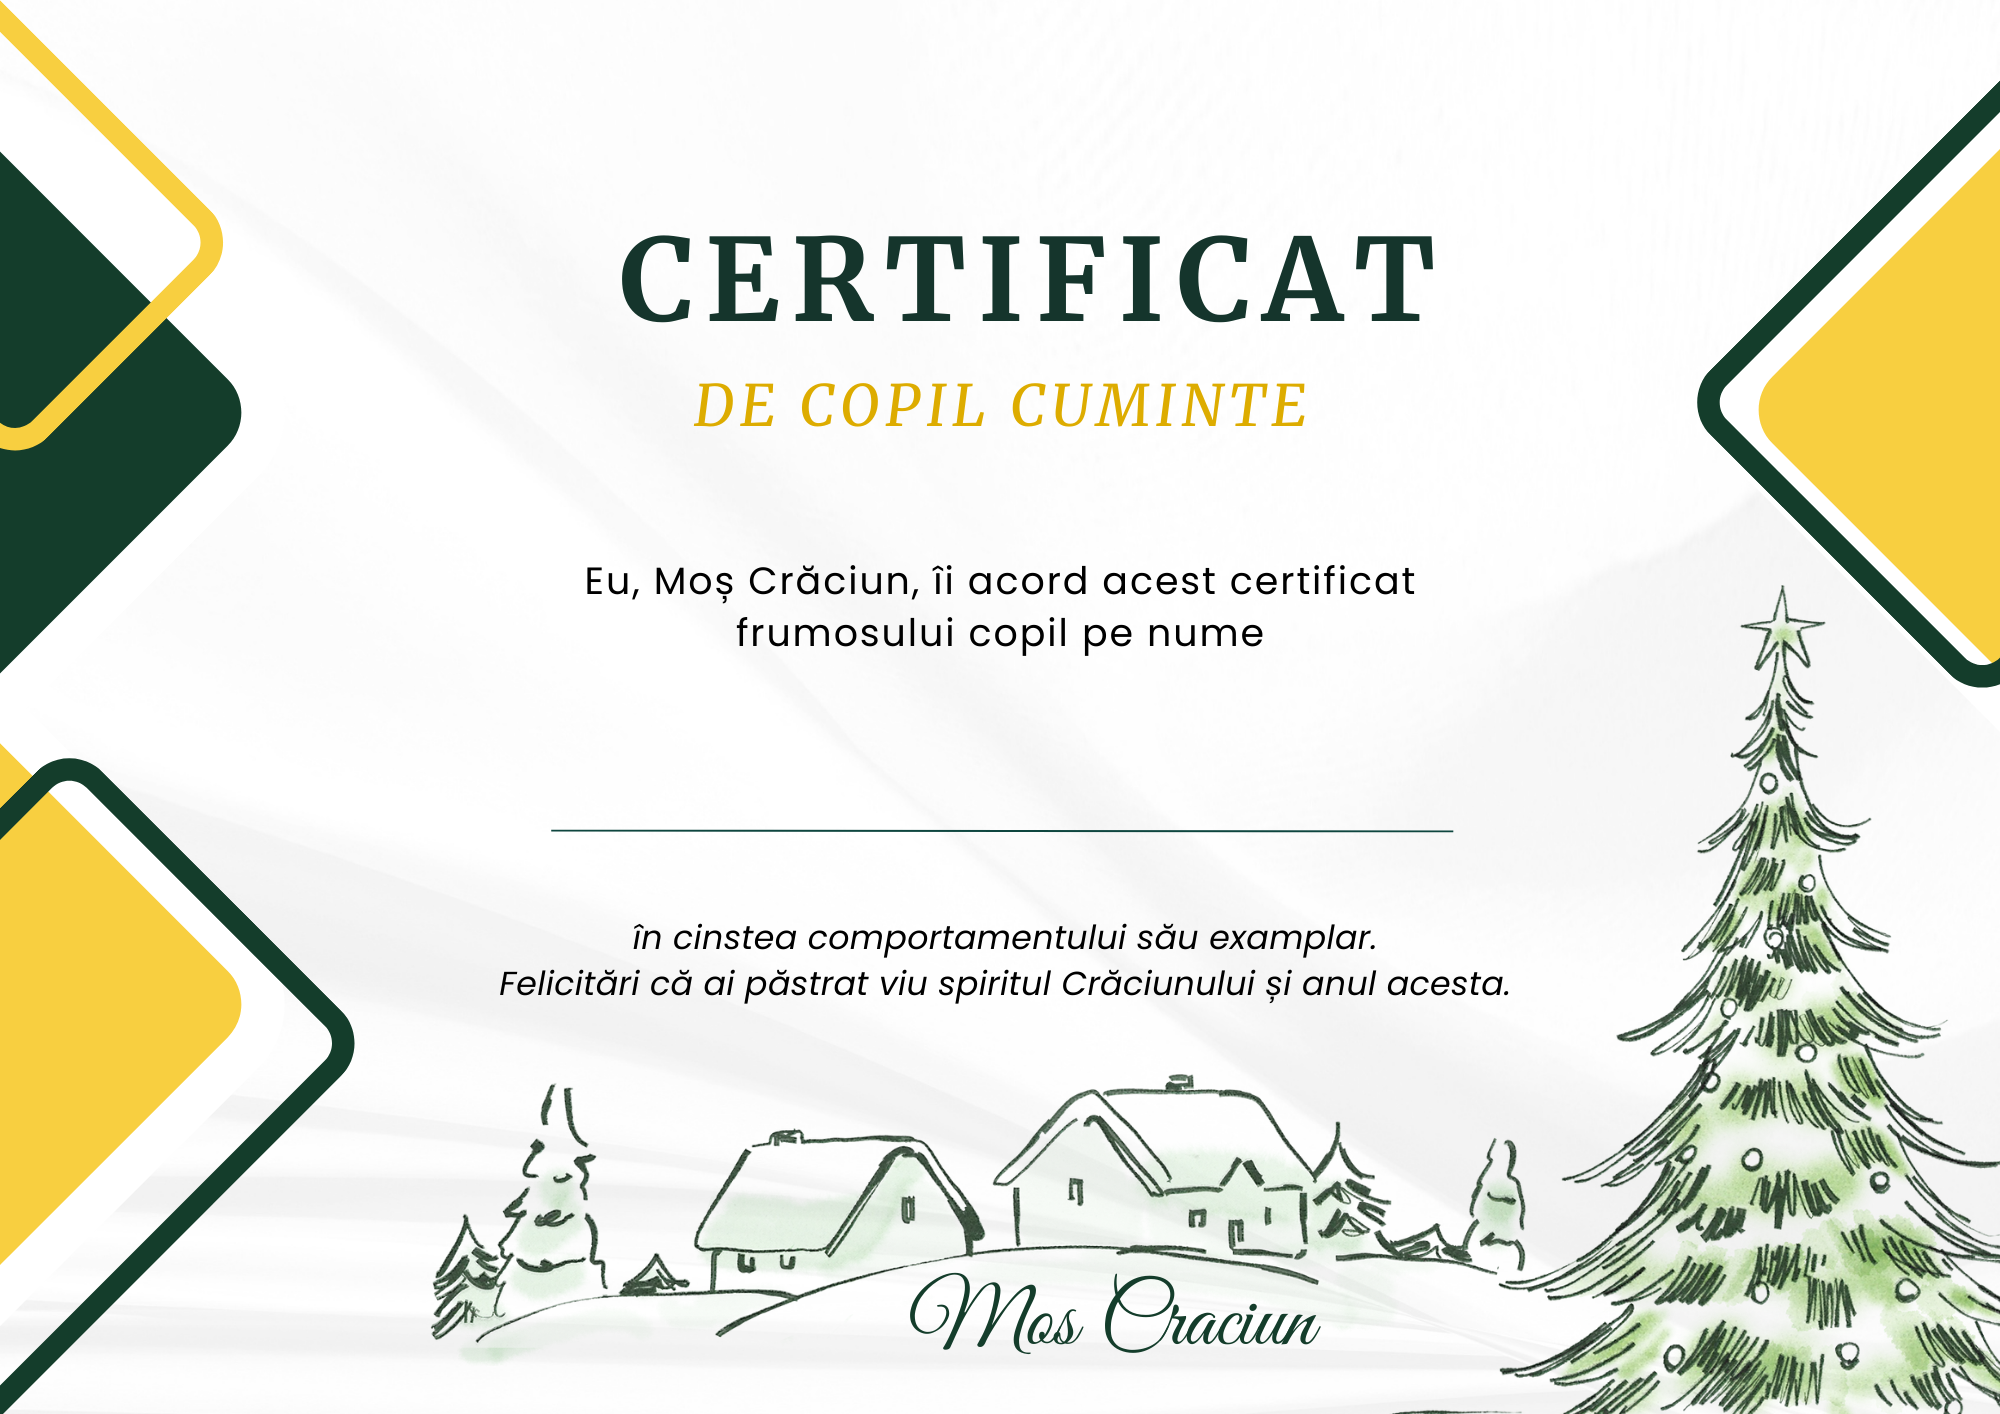 CERTIFICAT
DE COPIL CUMINTE
Eu, Moș Crăciun, îi acord acest certificat
frumosului copil pe nume
în cinstea comportamentului său examplar.
Felicitări că ai păstrat viu spiritul Crăciunului și anul acesta.
Mos Craciun